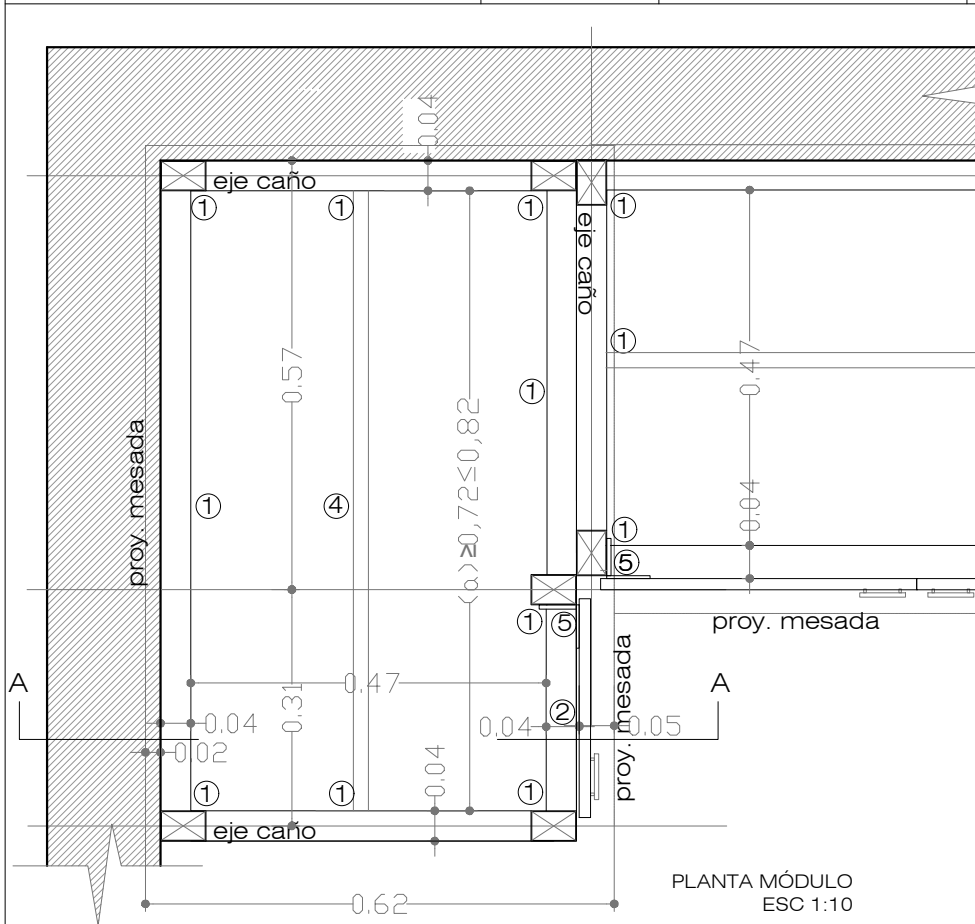 0.04
eje caño
1
1
1
1
eje caño
0.57
1
0.47
1
(a)≥0,72≤0,82
proy. mesada
1
4
0.04
1
5
1
5
proy. mesada
A
0.47
0.31
A
0.04
0.04
2
0.05
0.02
proy. mesada
0.04
1
1
1
eje caño
PLANTA MÓDULO
ESC 1:10
0.62